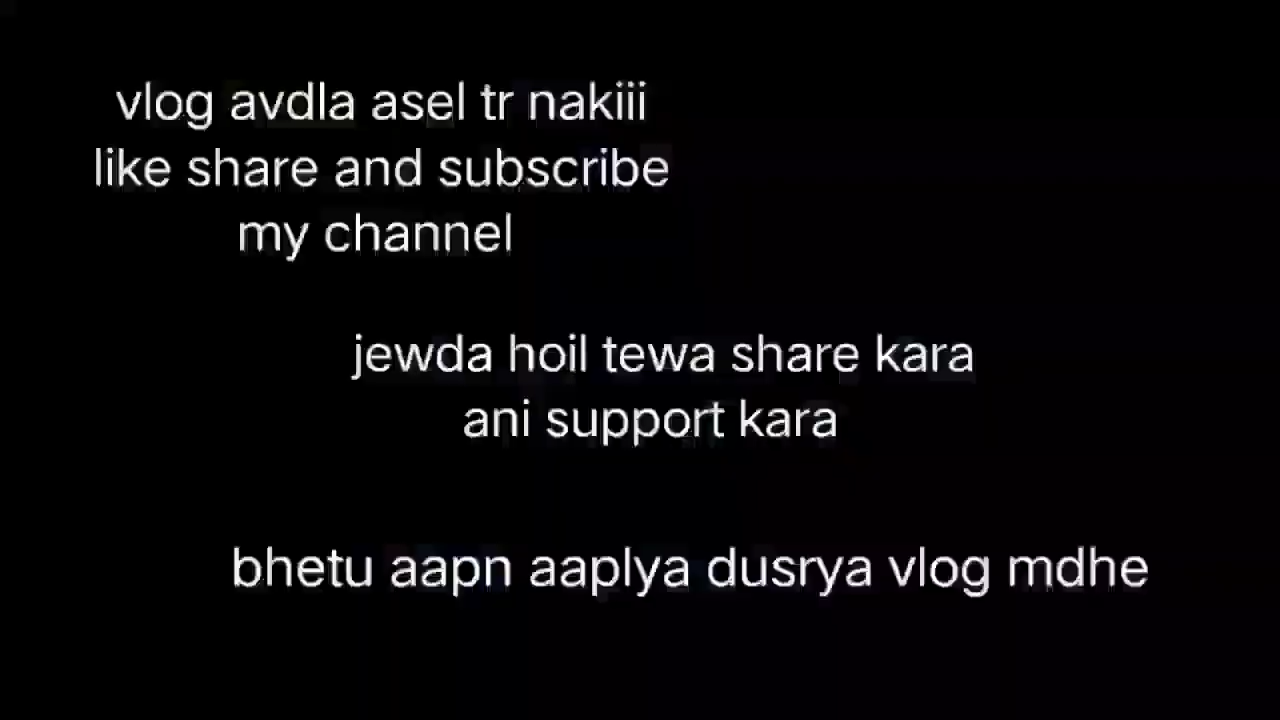 vlog avdla asel tr nakiii
like share and subscribe
my channel
jewda hoil tewa share kara
ani support kara
bhetu aapn aaplya dusrya vlog mdhe